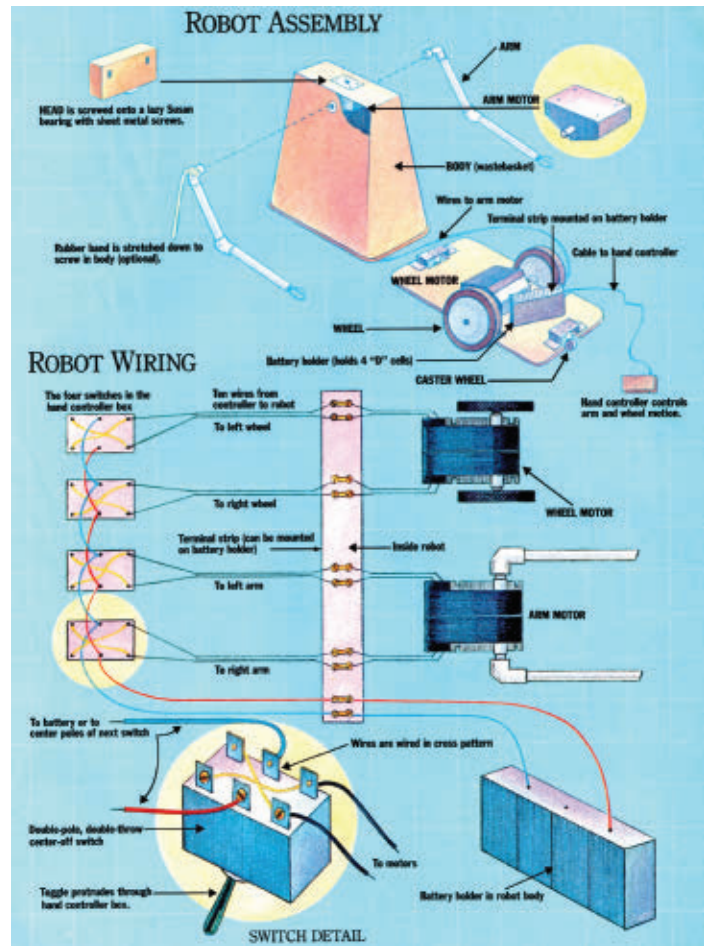 ROBOT ASSEMBLY
ARM
HEAD is screwed onto a lazy Susan
bearing with sheet metal screws.
ARM MOTOR
BODY (wastebasket)
Wires to arm motor
Terminal strip mounted on battery holder
Rubber band is stretched down to
screw in body (optional).
Cable to hand controller
WHEEL MOTOR
WHEEL
Battery holder (holds 4 "D" cells)
CASTER WHEEL
Hand controller controls
arm and wheel motion.
ROBOT WIRING
The four switches in the
hand controller box
Ten wires from
controller to robot
To left wheel
To right wheel
WHEEL MOTOR
Terminal strip (can be mounted
on battery holder)
Inside robot
To left arm
ARM MOTOR
To right arm
To battery or to
center poles of next switch
Wires are wired in cross pattern
Double-pole, double-throw
center-off switch
To motors
Toggle protrudes through
hand controller box.
Battery holder is robot body
SWITCH DETAIL